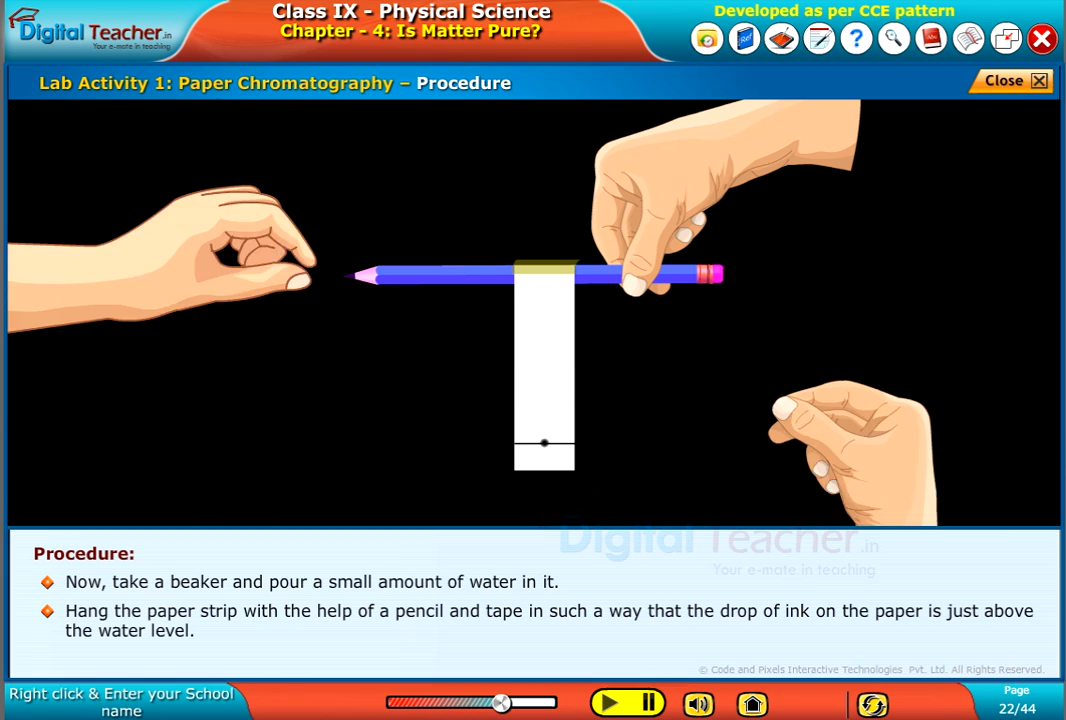 Digital Teacher.in
Your e-mate in teaching
Class IX - Physical Science
Chapter - 4: Is Matter Pure?
Developed as per CCE pattern
Lab Activity 1: Paper Chromatography – Procedure
Close
Digital Teacher.in
Your e-mate in teaching
Procedure:
Now, take a beaker and pour a small amount of water in it.
Hang the paper strip with the help of a pencil and tape in such a way that the drop of ink on the paper is just above
the water level.
© Code and Pixels Interactive Technologies Pvt. Ltd. All Rights Reserved.
Right click & Enter your School
name
Page
22/44